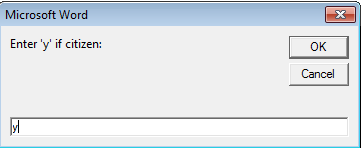 Microsoft Word
Enter 'y' if citizen:
OK
Cancel
y